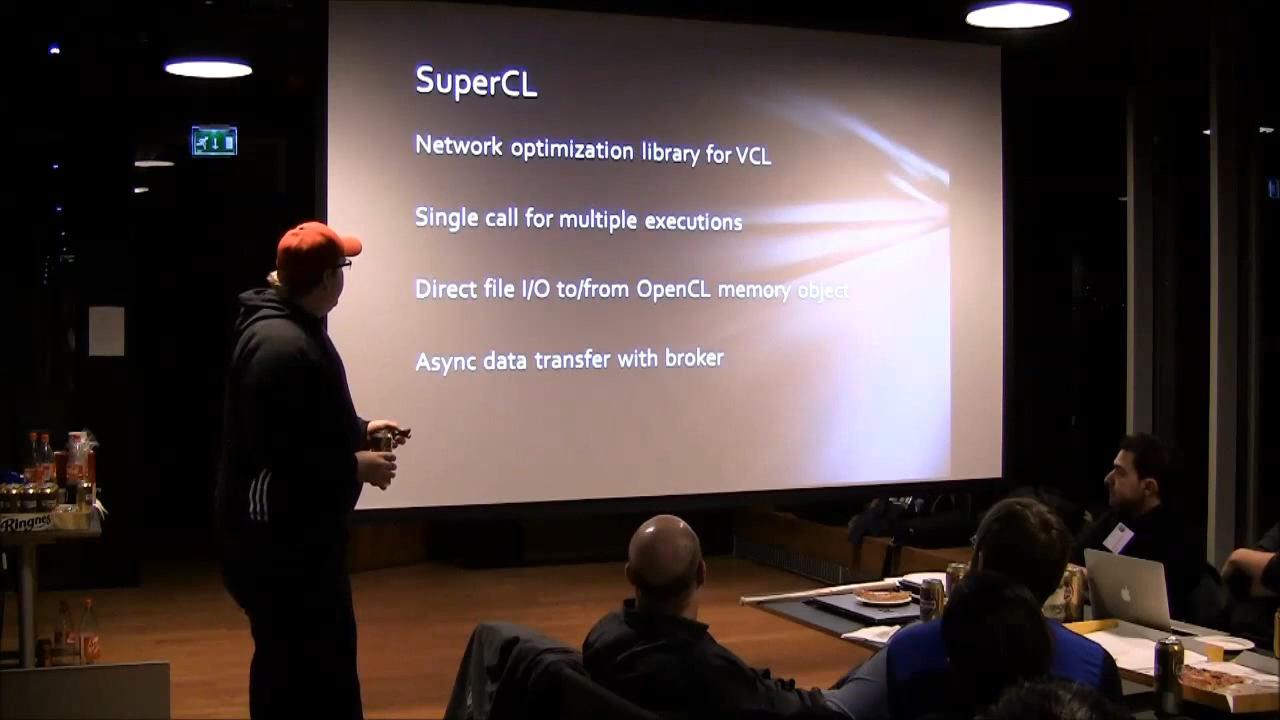 SuperCL
Network optimization library for VCL
Single call for multiple executions
Direct file I/O to/from OpenCL memory object
Async data transfer with broker
Ringnes